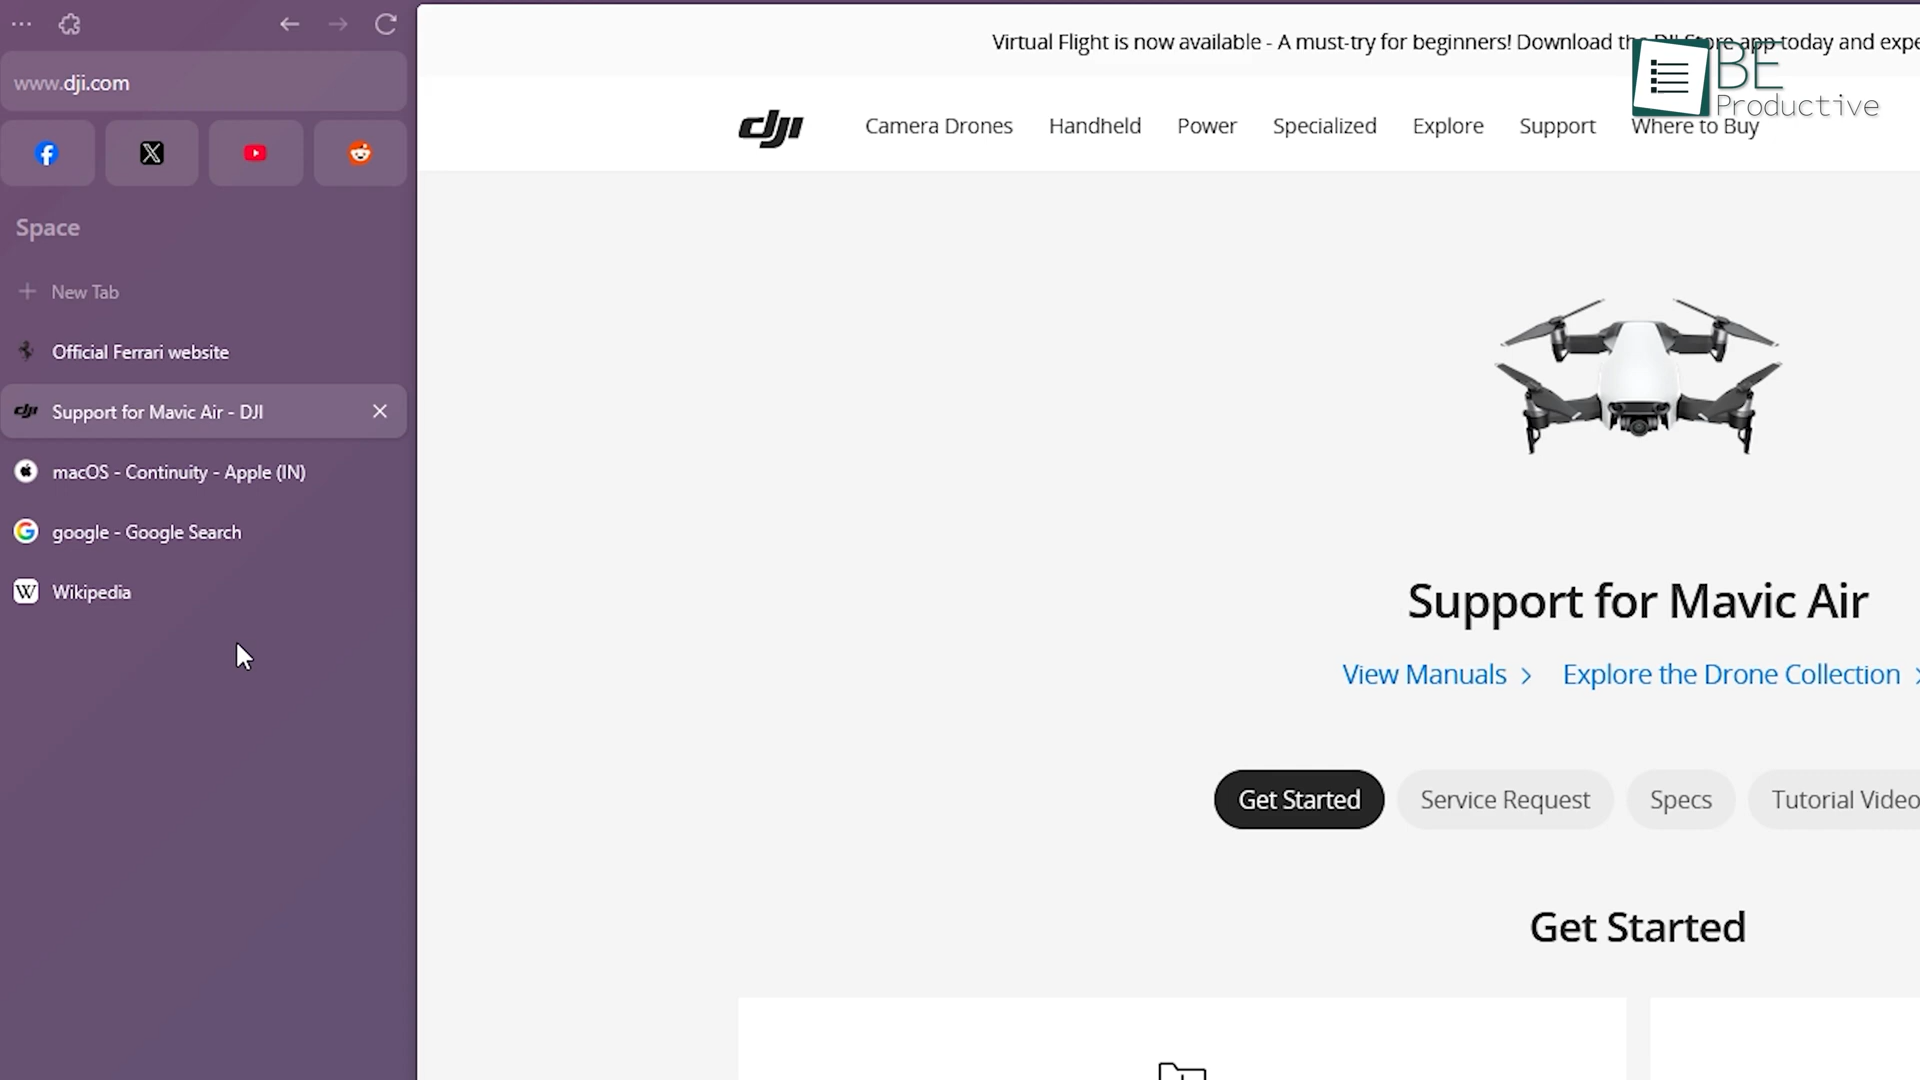 www.dji.com
Space
New Tab
Official Ferrari website
Support for Mavic Air - DJI
macOS - Continuity - Apple (IN)
google - Google Search
Wikipedia
Virtual Flight is now available - A must-try for beginners! Download the DJI Store app today and
BE
Productive
dji
Camera Drones
Handheld
Power
Specialized
Explore
Support
Where to Buy
Support for Mavic Air
View Manuals
Explore the Drone Collection
Get Started
Service Request
Specs
Tutorial Video
Get Started